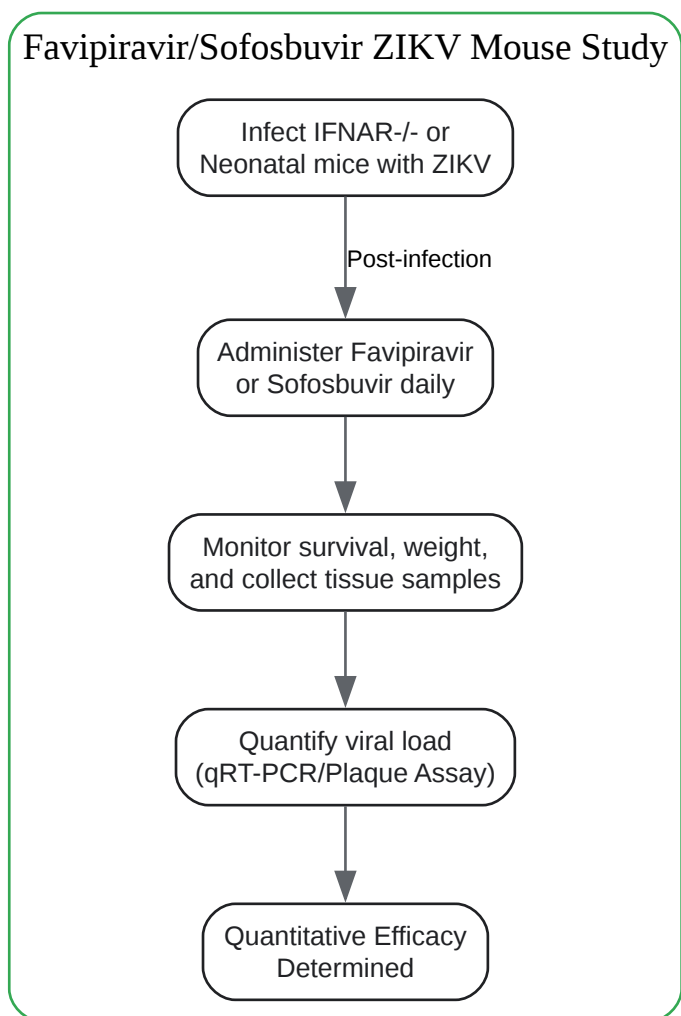 Favipiravir/Sofosbuvir ZIKV Mouse Study
Infect IFNAR-/- or
Neonatal mice with ZIKV
Post-infection
Administer Favipiravir
or Sofosbuvir daily
Monitor survival, weight,
and collect tissue samples
Quantify viral load
(qRT-PCR/Plaque Assay)
Quantitative Efficacy
Determined